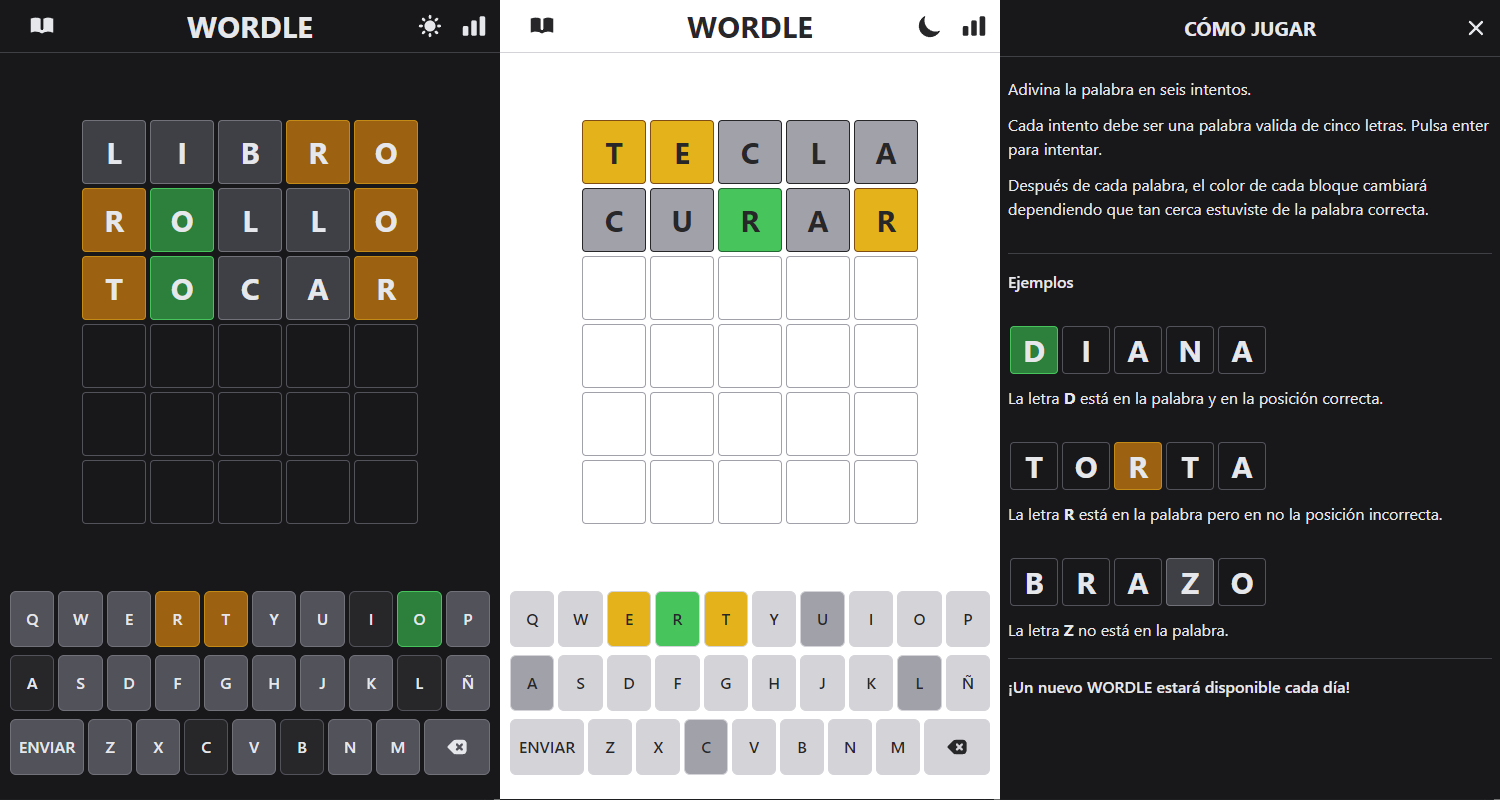 WORDLE
L I B R O
R O L L O
T O C A R
Q W E R T Y U I O P
A S D F G H J K L Ñ
ENVIAR Z X C V B N M
WORDLE
T E C L A
C U R A R
Q W E R T Y U I O P
A S D F G H J K L Ñ
ENVIAR Z X C V B N M
CÓMO JUGAR
Adivina la palabra en seis intentos.
Cada intento debe ser una palabra valida de cinco letras. Pulsa enter
para intentar.
Después de cada palabra, el color de cada bloque cambiará
dependiendo que tan cerca estuviste de la palabra correcta.
Ejemplos
D I A N A
La letra D está en la palabra y en la posición correcta.
T O R T A
La letra R está en la palabra pero en no la posición incorrecta.
B R A Z O
La letra Z no está en la palabra.
¡Un nuevo WORDLE estará disponible cada día!